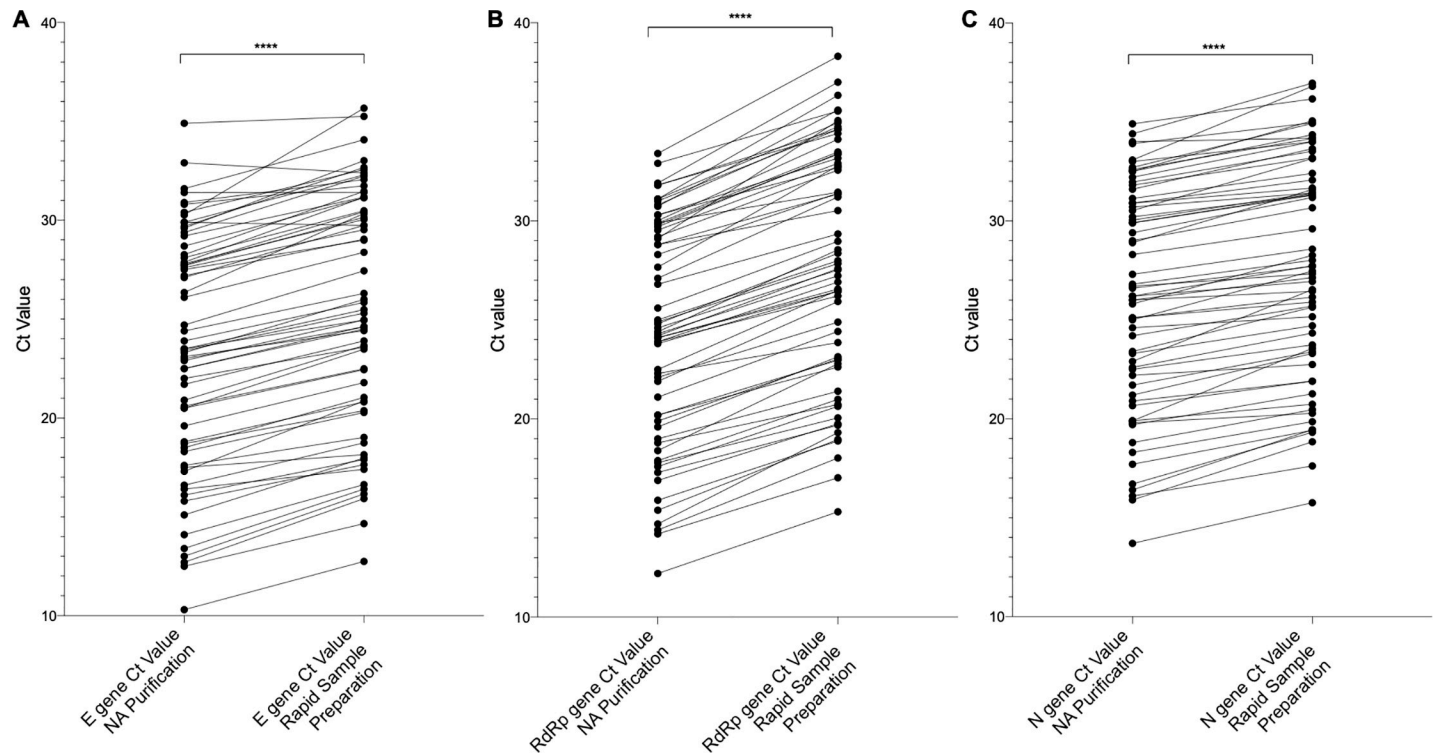 A
****
40
30
20
10
Ct Value
E gene Ct Value
NA Purification
E gene Ct Value
Rapid Sample
Preparation
B
****
40
30
20
10
Ct value
RdRp gene Ct Value
NA Purification
RdRp gene Ct Value
Rapid Sample
Preparation
C
****
40
30
20
10
Ct value
N gene Ct Value
NA Purification
N gene Ct Value
Rapid Sample
Preparation